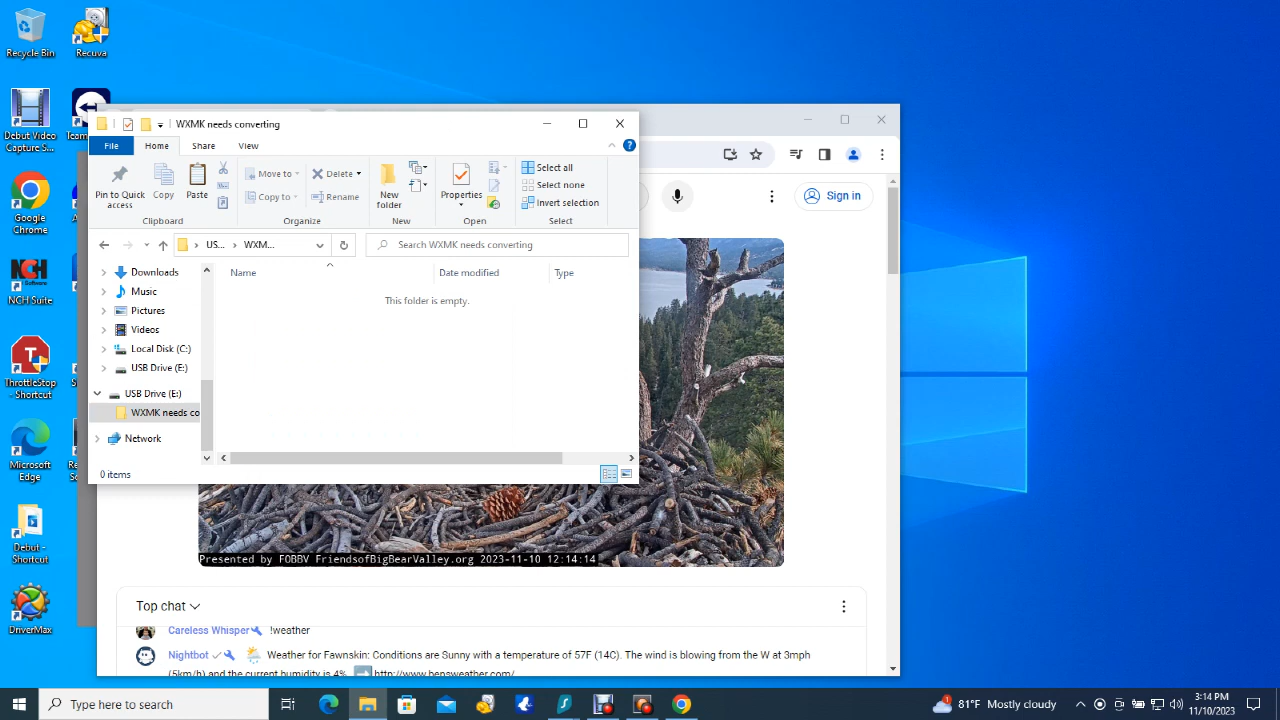 Recycle Bin
Recuva
Debut Video
Capture S...
Google
Chrome
NCH
Software
NCH Suite
ThrottleStop
- Shortcut
Microsoft
Edge
Debut -
Shortcut
DriverMax
WXMK needs converting
File
Home
Share
View
Pin to Quick
access
Copy
Paste
Clipboard
Move to
Copy to
Delete
Rename
Organize
New
folder
New
Properties
Open
Select all
Select none
Invert selection
Select
US...
WXM...
Search WXMK needs converting
Downloads
Music
Pictures
Videos
Local Disk (C:)
USB Drive (E:)
USB Drive (E:)
WXMK needs co
Network
Name
Date modified
Type
This folder is empty.
0 items
Sign in
Presented by FOBBV FriendsofBigBearValley.org 2023-11-10 12:14:14
Top chat
Careless Whisper !weather
Nightbot Weather for Fawnskin: Conditions are Sunny with a temperature of 57F (14C). The wind is blowing from the W at 3mph
(5km/h) and the current humidity is 4%. http://www.bensweather.com/
Type here to search
81°F Mostly cloudy
3:14 PM
11/10/2023